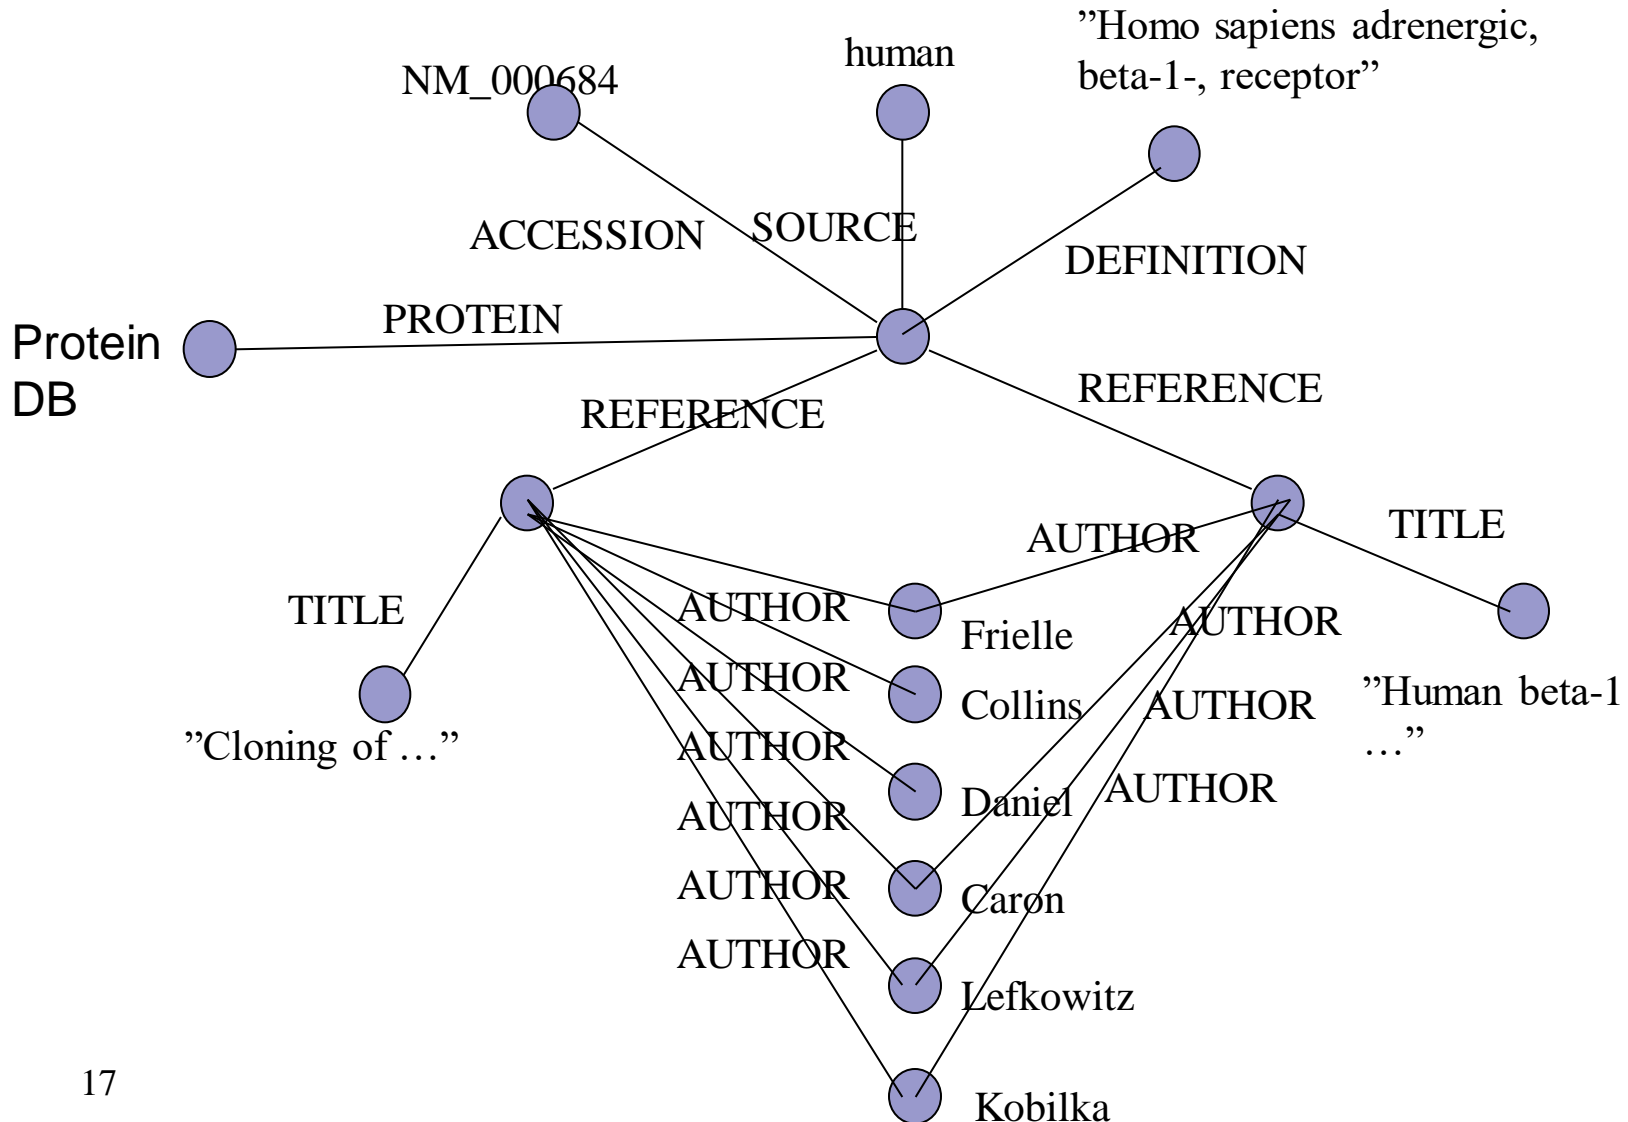 ”Homo sapiens adrenergic,
beta-1-, receptor”
human
NM_000684
ACCESSION
SOURCE
DEFINITION
PROTEIN
Protein
DB
REFERENCE
REFERENCE
AUTHOR
TITLE
TITLE
AUTHOR
Frielle
AUTHOR
AUTHOR
Collins
AUTHOR
”Human beta-1
…”
”Cloning of …”
AUTHOR
Daniel
AUTHOR
AUTHOR
AUTHOR
Caron
AUTHOR
Lefkowitz
17
Kobilka